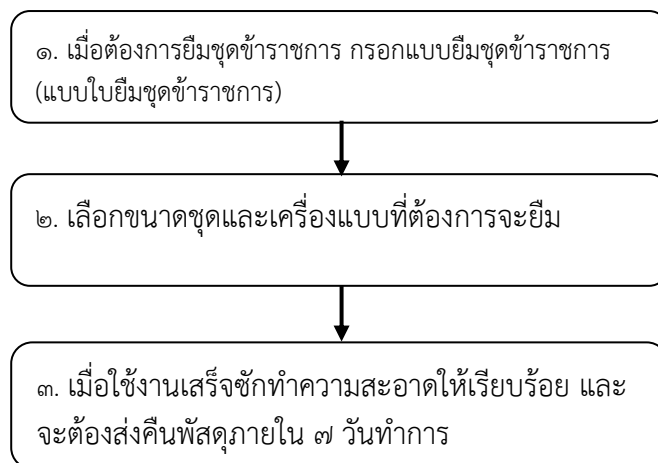 ๑. เมื่อต้องการยืมชุดข้าราชการ กรอกแบบยืมชุดข้าราชการ
(แบบใบยืมชุดข้าราชการ)
๒. เลือกขนาดชุดและเครื่องแบบที่ต้องการจะยืม
๓. เมื่อใช้งานเสร็จซักทำความสะอาดให้เรียบร้อย และ
จะต้องส่งคืนพัสดุภายใน ๗ วันทำการ